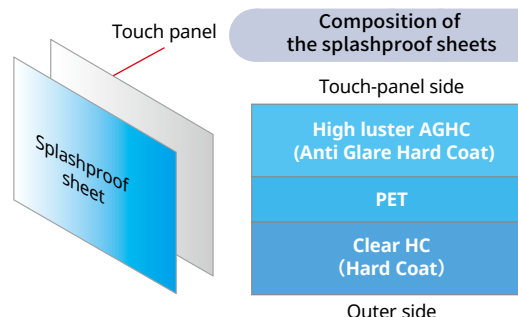 Touch panel
Splashproof
sheet
Composition of
the splashproof sheets
Touch-panel side
High luster AGHC
(Anti Glare Hard Coat)
PET
Clear HC
（Hard Coat）
Outer side